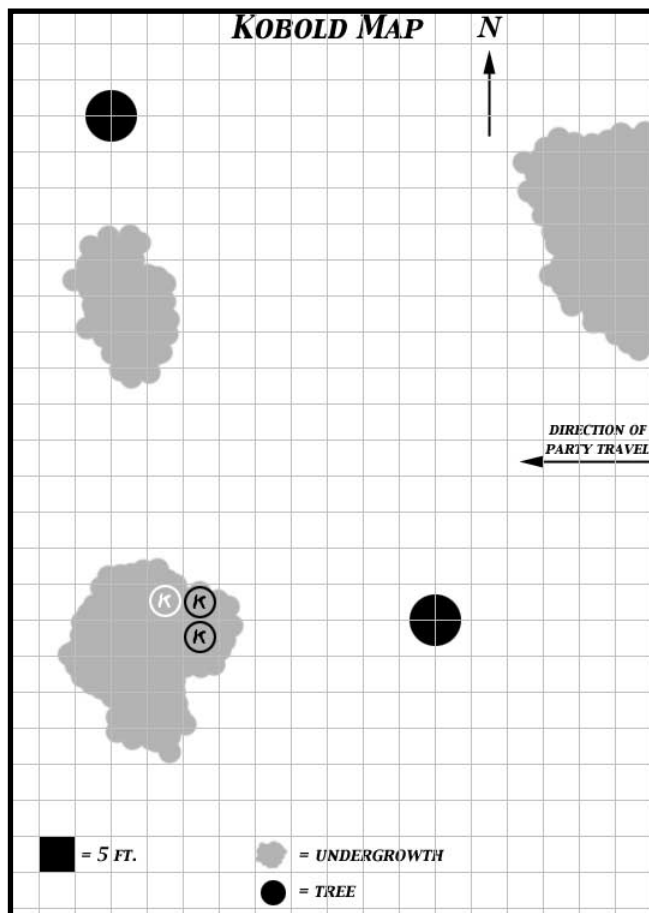 KOBOLD MAP
N
DIRECTION OF
PARTY TRAVEL
K K
K
= 5 FT.
= UNDERGROWTH
= TREE